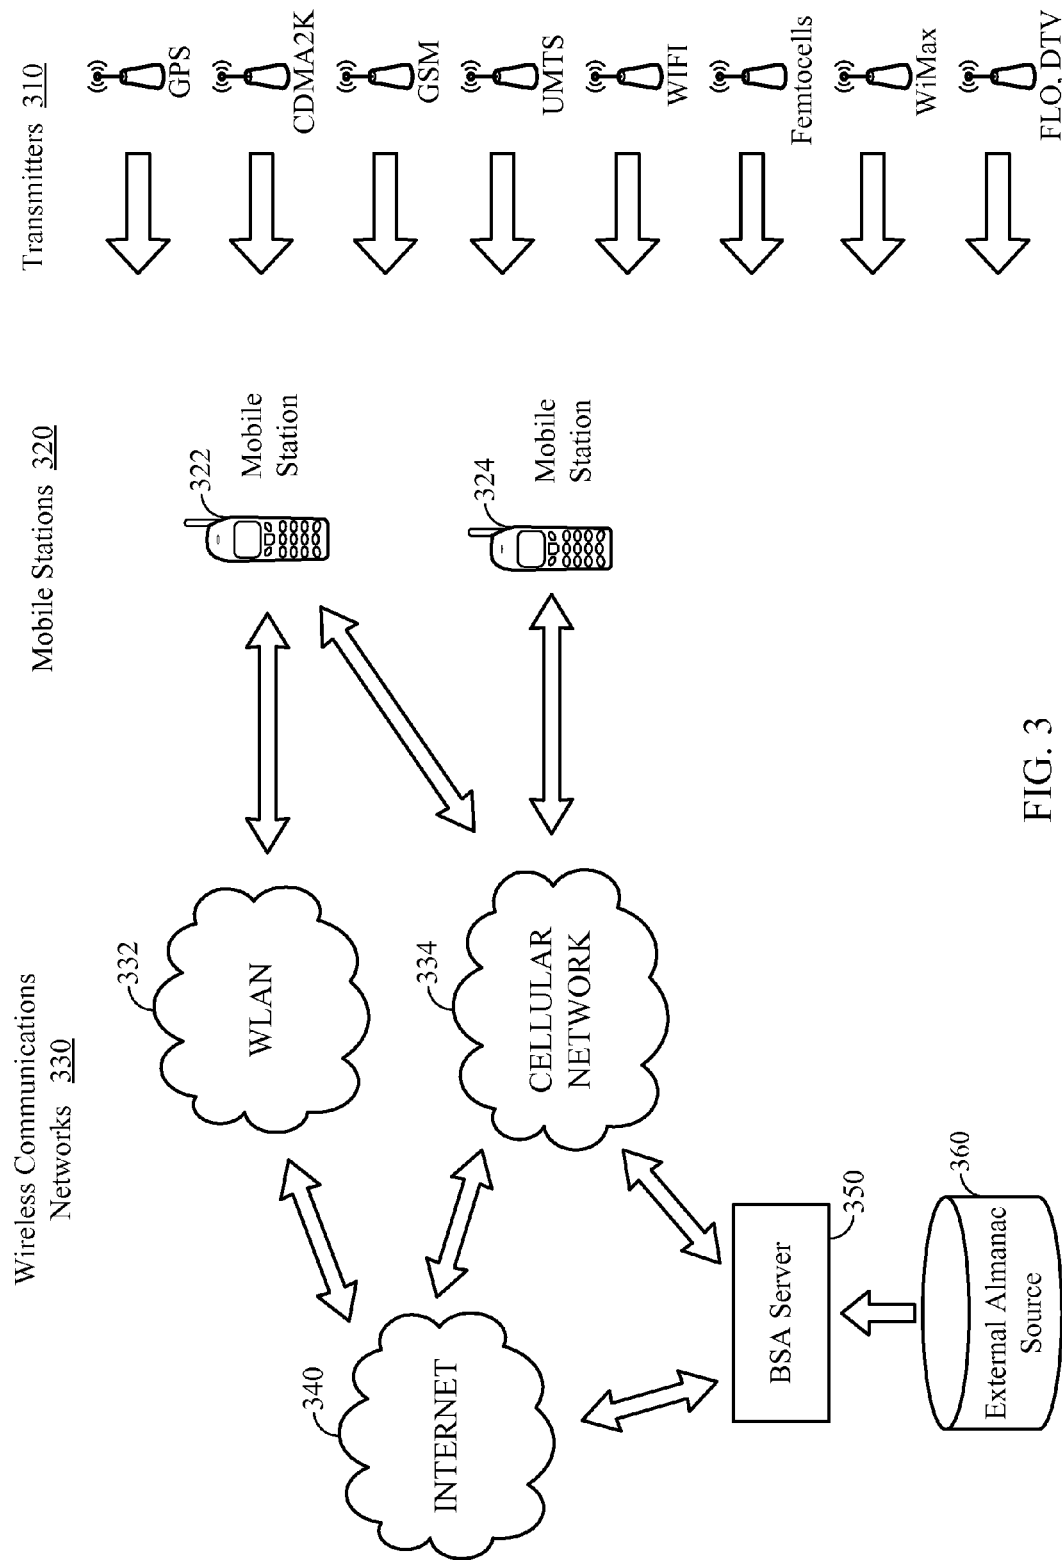 Wireless Communications
Networks 330
Mobile Stations 320
Transmitters 310
332
WLAN
322
Mobile
Station
GPS
CDMA2K
GSM
340
INTERNET
334
CELLULAR
NETWORK
324
Mobile
Station
UMTS
WIFI
Femtocells
350
BSA Server
WiMax
360
External Almanac
Source
FLO, DTV
FIG. 3